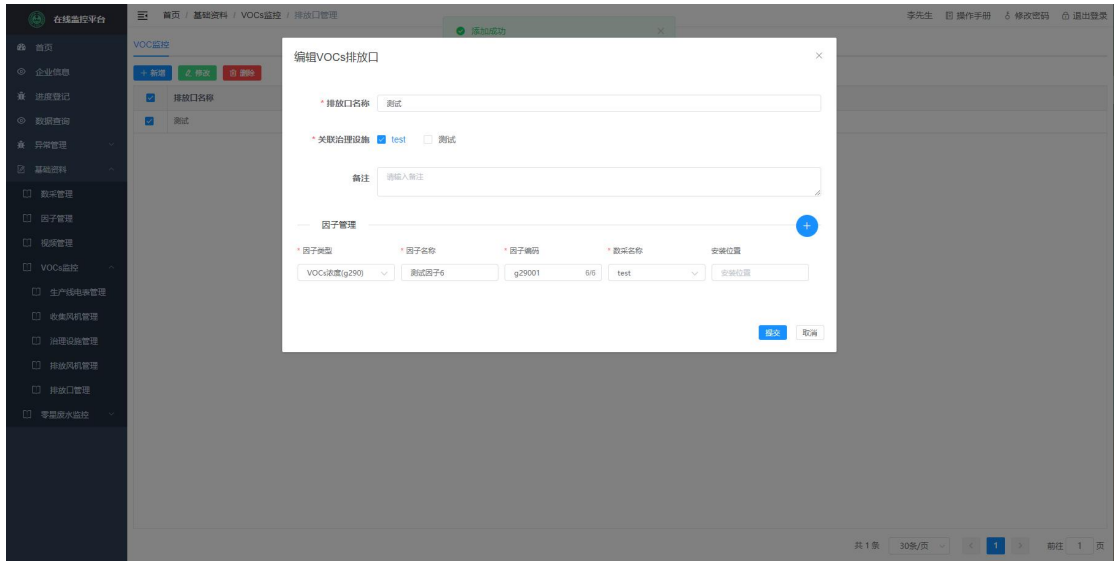 在线监控平台
首页 / 基础资料 / VOCs监控 / 排放口管理
李先生 操作手册 修改密码 退出登录
添加成功
首页
企业信息
进度登记
数据查询
异常管理
基础资料
数采管理
因子管理
视频管理
VOCs监控
生产线电表管理
收集风机管理
治理设施管理
排放风机管理
排放口管理
零星废水监控
VOC监控
+ 新增 修改 删除
排放口名称
测试
编辑VOCs排放口
* 排放口名称 测试
* 关联治理设施 test 测试
备注 请输入备注
因子管理
* 因子类型 * 因子名称 * 因子编码 * 数采名称 安装位置
VOCs浓度(g290) 测试因子6 g29001 6/6 test 安装位置
提交 取消
共 1 条 30条/页 1 前往 1 页